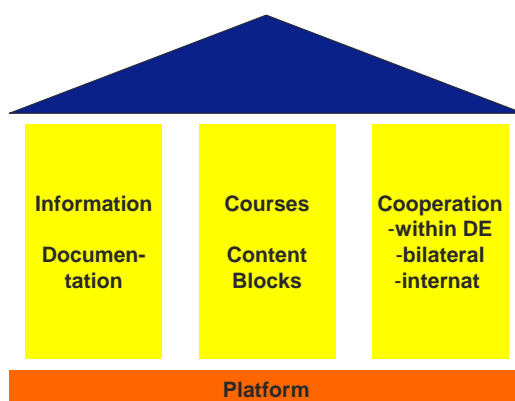 Information
Documen-
tation
Courses
Content
Blocks
Cooperation
-within DE
-bilateral
-internat
Platform